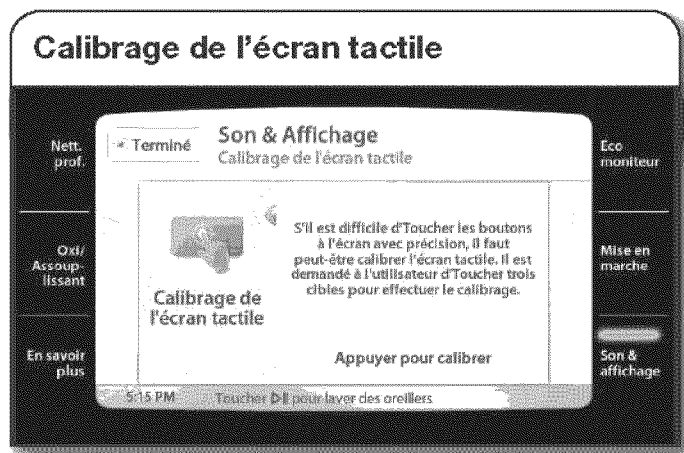 Calibrage de l'écran tactile
Nett.
prof.
Oxi/
Assoup-
lissant
En savoir
plus
Terminé
Son & Affichage
Calibrage de l'écran tactile
Calibrage de
l'écran tactile
S'il est difficile d'Toucher les boutons
à l'écran avec précision, il faut
peut-être calibrer l'écran tactile. Il est
demandé à l'utilisateur d'Toucher trois
cibles pour effectuer le calibrage.
Appuyer pour calibrer
5:15 PM
Toucher ▷II pour laver des oreillers
Eco
moniteur
Mise en
marche
Son &
affichage